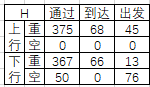 H 通过 到达 出发
上 重 375 68 45
行 空 0 0 0
下 重 367 66 13
行 空 50 0 76